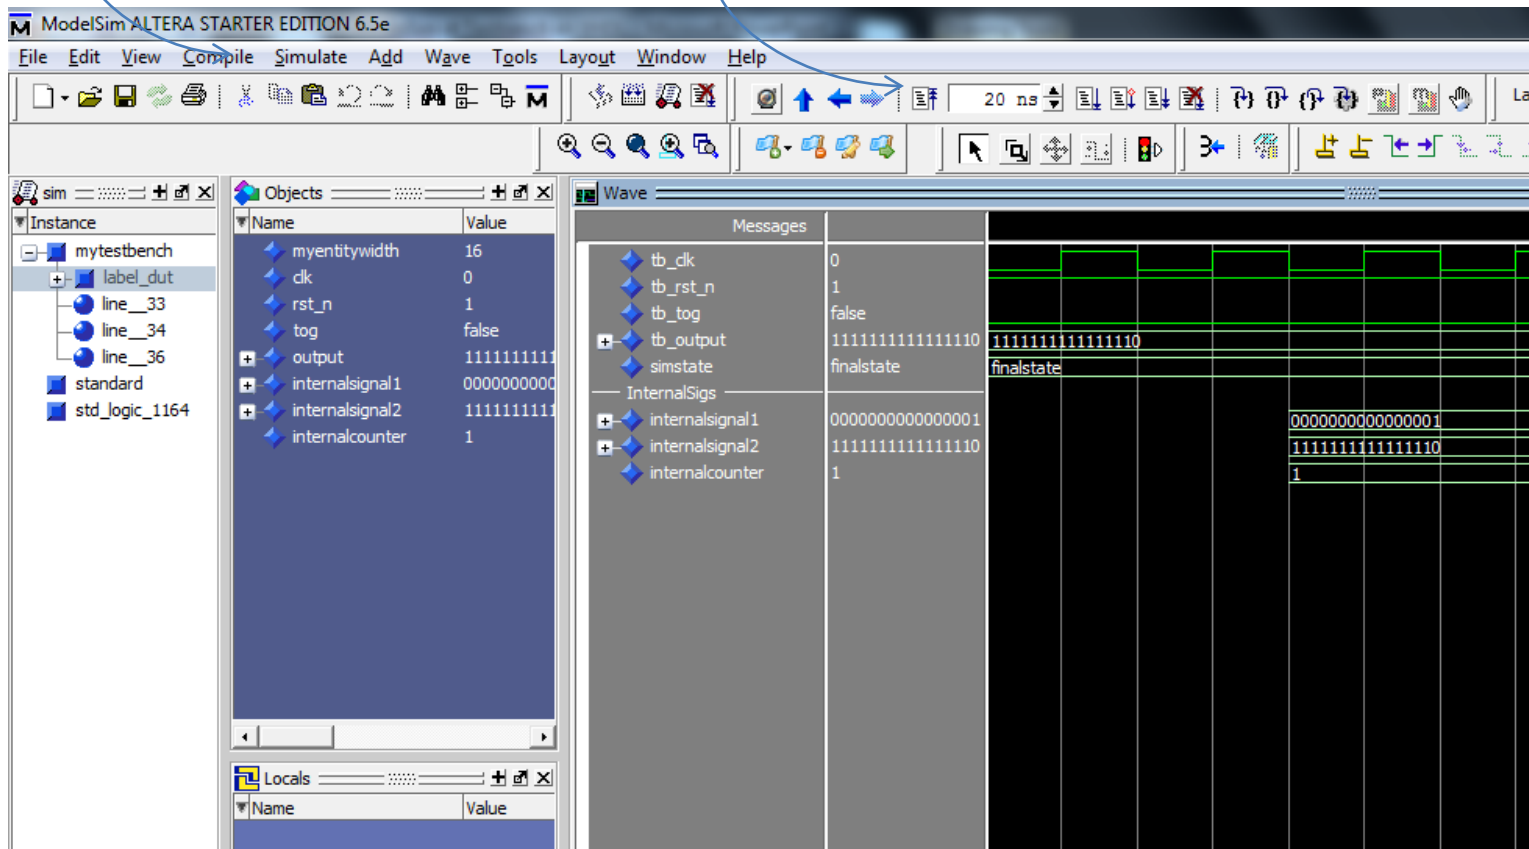 ModelSim ALTERA STARTER EDITION 6.5e
File Edit View Compile Simulate Add Wave Tools Layout Window Help
20 ns
La
sim
Instance
mytestbench
label_dut
line__33
line__34
line__36
standard
std_logic_1164
Objects
Name Value
myentitywidth 16
clk 0
rst_n 1
tog false
output 1111111111
internalsignal1 0000000000
internalsignal2 1111111111
internalcounter 1
Locals
Name Value
Wave
Messages
tb_clk 0
tb_rst_n 1
tb_tog false
tb_output 1111111111111110 1111111111111110
simstate finalstate finalstate
InternalSigs
internalsignal1 0000000000000001 0000000000000001
internalsignal2 1111111111111110 1111111111111110
internalcounter 1 1